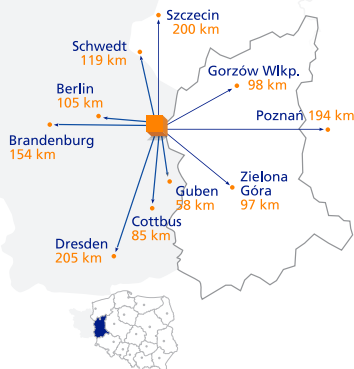 Szczecin
200 km
Schwedt
119 km
Gorzów Wlkp.
98 km
Berlin
105 km
Poznań 194 km
Brandenburg
154 km
Zielona
Góra
97 km
Guben
58 km
Cottbus
85 km
Dresden
205 km